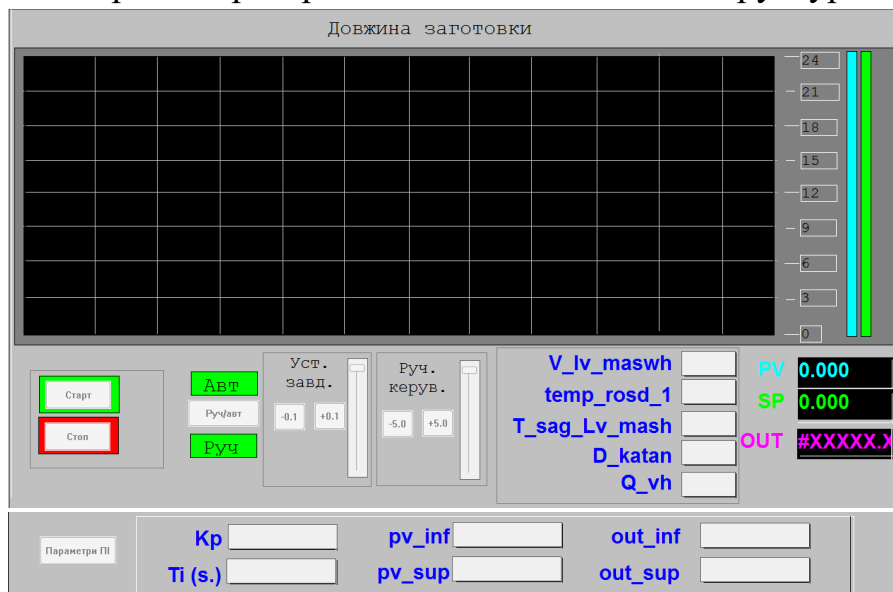 Довжина заготовки
24
21
18
15
12
9
6
3
0
Старт
Стоп
Авт
Руч/авт
Руч
Уст.
завд.
-0.1
+0.1
Руч.
керув.
-5.0
+5.0
V_lv_maswh
temp_rosd_1
T_sag_Lv_mash
D_katan
Q_vh
PV 0.000
SP 0.000
OUT #XXXXX.X
Параметри ПІ
Kp
Ti (s.)
pv_inf
pv_sup
out_inf
out_sup